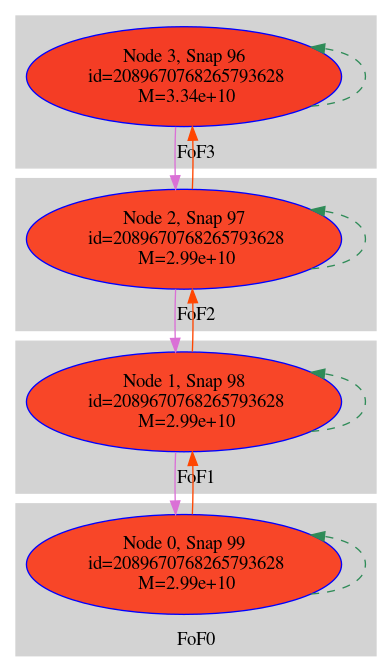 Node 3, Snap 96
id=2089670768265793628
M=3.34e+10
FoF3
Node 2, Snap 97
id=2089670768265793628
M=2.99e+10
FoF2
Node 1, Snap 98
id=2089670768265793628
M=2.99e+10
FoF1
Node 0, Snap 99
id=2089670768265793628
M=2.99e+10
FoF0